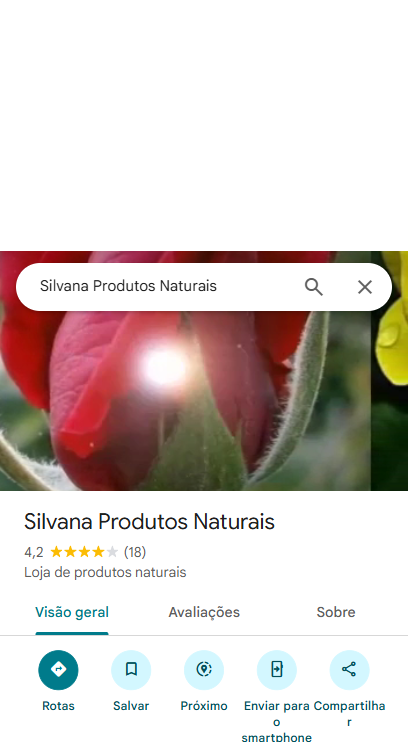 Silvana Produtos Naturais
Silvana Produtos Naturais
4,2 (18)
Loja de produtos naturais
Visão geral Avaliações Sobre
Rotas Salvar Próximo Enviar para Compartilha
o r
smartphone